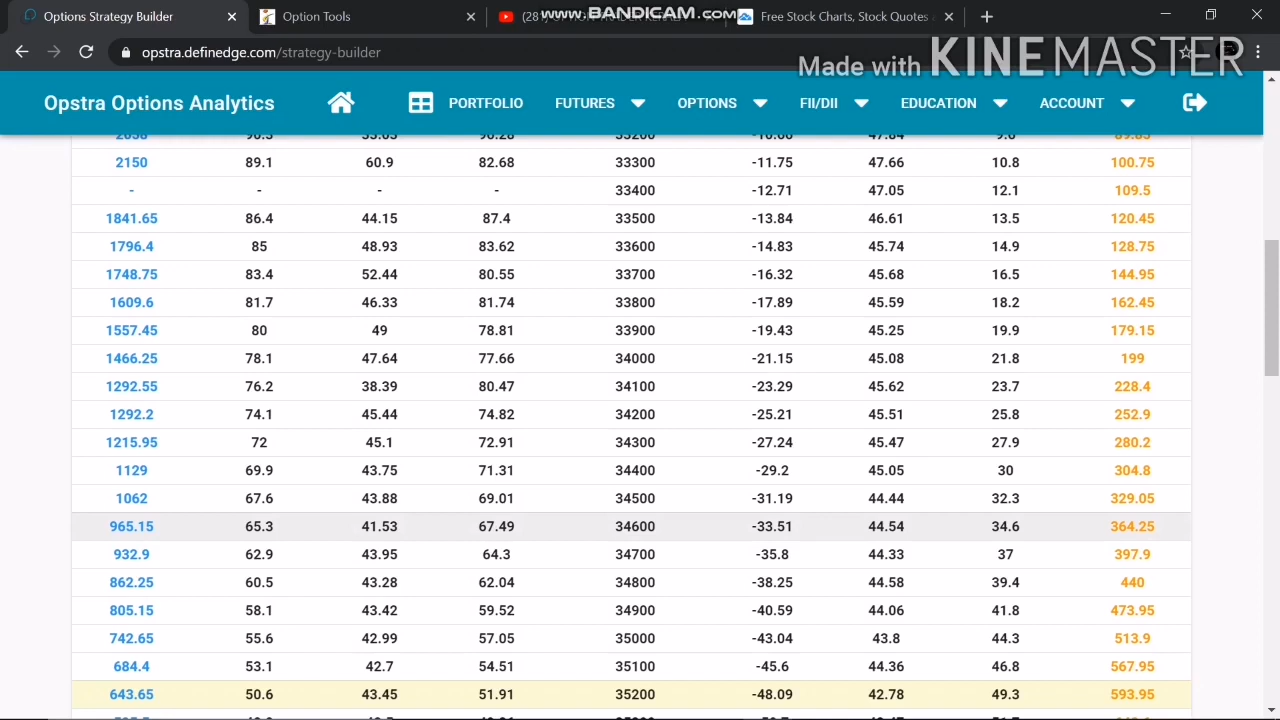 Options Strategy Builder
Option Tools
(28
www.BANDICAM.com
Free Stock Charts, Stock Quotes
opstra.definedge.com/strategy-builder
Made with KINEMASTER
Opstra Options Analytics
PORTFOLIO FUTURES OPTIONS FII/DII EDUCATION ACCOUNT
2150 89.1 60.9 82.68 33300 -11.75 47.66 10.8 100.75
- - - - 33400 -12.71 47.05 12.1 109.5
1841.65 86.4 44.15 87.4 33500 -13.84 46.61 13.5 120.45
1796.4 85 48.93 83.62 33600 -14.83 45.74 14.9 128.75
1748.75 83.4 52.44 80.55 33700 -16.32 45.68 16.5 144.95
1609.6 81.7 46.33 81.74 33800 -17.89 45.59 18.2 162.45
1557.45 80 49 78.81 33900 -19.43 45.25 19.9 179.15
1466.25 78.1 47.64 77.66 34000 -21.15 45.08 21.8 199
1292.55 76.2 38.39 80.47 34100 -23.29 45.62 23.7 228.4
1292.2 74.1 45.44 74.82 34200 -25.21 45.51 25.8 252.9
1215.95 72 45.1 72.91 34300 -27.24 45.47 27.9 280.2
1129 69.9 43.75 71.31 34400 -29.2 45.05 30 304.8
1062 67.6 43.88 69.01 34500 -31.19 44.44 32.3 329.05
965.15 65.3 41.53 67.49 34600 -33.51 44.54 34.6 364.25
932.9 62.9 43.95 64.3 34700 -35.8 44.33 37 397.9
862.25 60.5 43.28 62.04 34800 -38.25 44.58 39.4 440
805.15 58.1 43.42 59.52 34900 -40.59 44.06 41.8 473.95
742.65 55.6 42.99 57.05 35000 -43.04 43.8 44.3 513.9
684.4 53.1 42.7 54.51 35100 -45.6 44.36 46.8 567.95
643.65 50.6 43.45 51.91 35200 -48.09 42.78 49.3 593.95